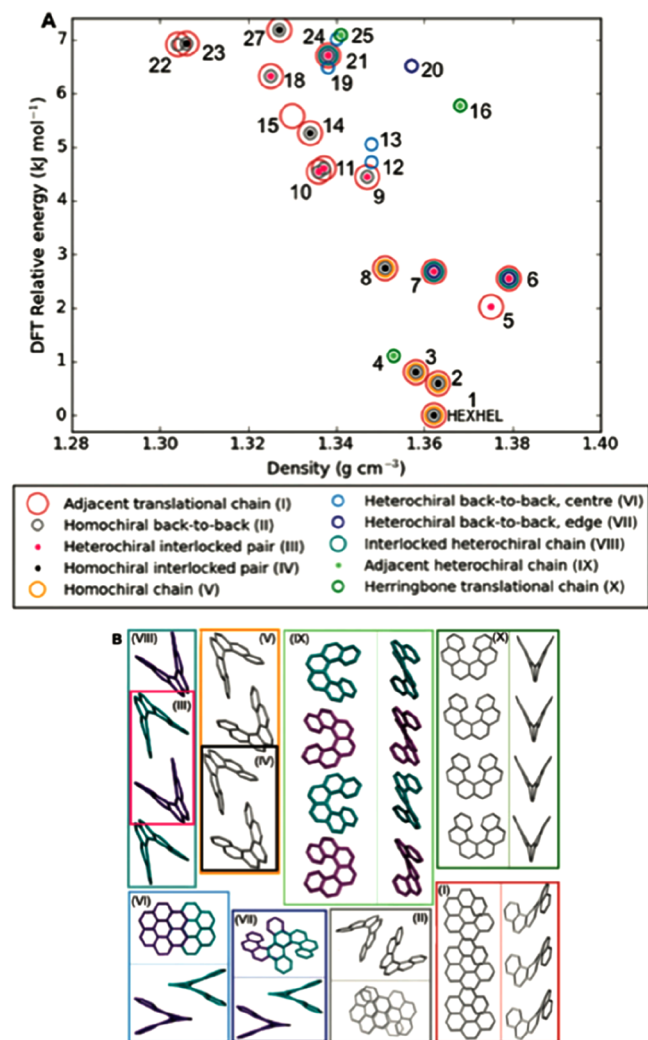 A
DFT Relative energy (kJ mol⁻¹)
7
6
5
4
3
2
1
0
27
24
25
22
23
21
20
18
19
16
15
14
13
12
11
10
9
8
7
6
5
4
3
2
1
HEXHEL
1.28
1.30
1.32
1.34
1.36
1.38
1.40
Density (g cm⁻³)
Adjacent translational chain (I)
Homochiral back-to-back (II)
Heterochiral interlocked pair (III)
Homochiral interlocked pair (IV)
Homochiral chain (V)
Heterochiral back-to-back, centre (VI)
Heterochiral back-to-back, edge (VII)
Interlocked heterochiral chain (VIII)
Adjacent heterochiral chain (IX)
Herringbone translational chain (X)
B
(VIII)
(V)
(IX)
(X)
(III)
(IV)
(VI)
(VII)
(II)
(I)